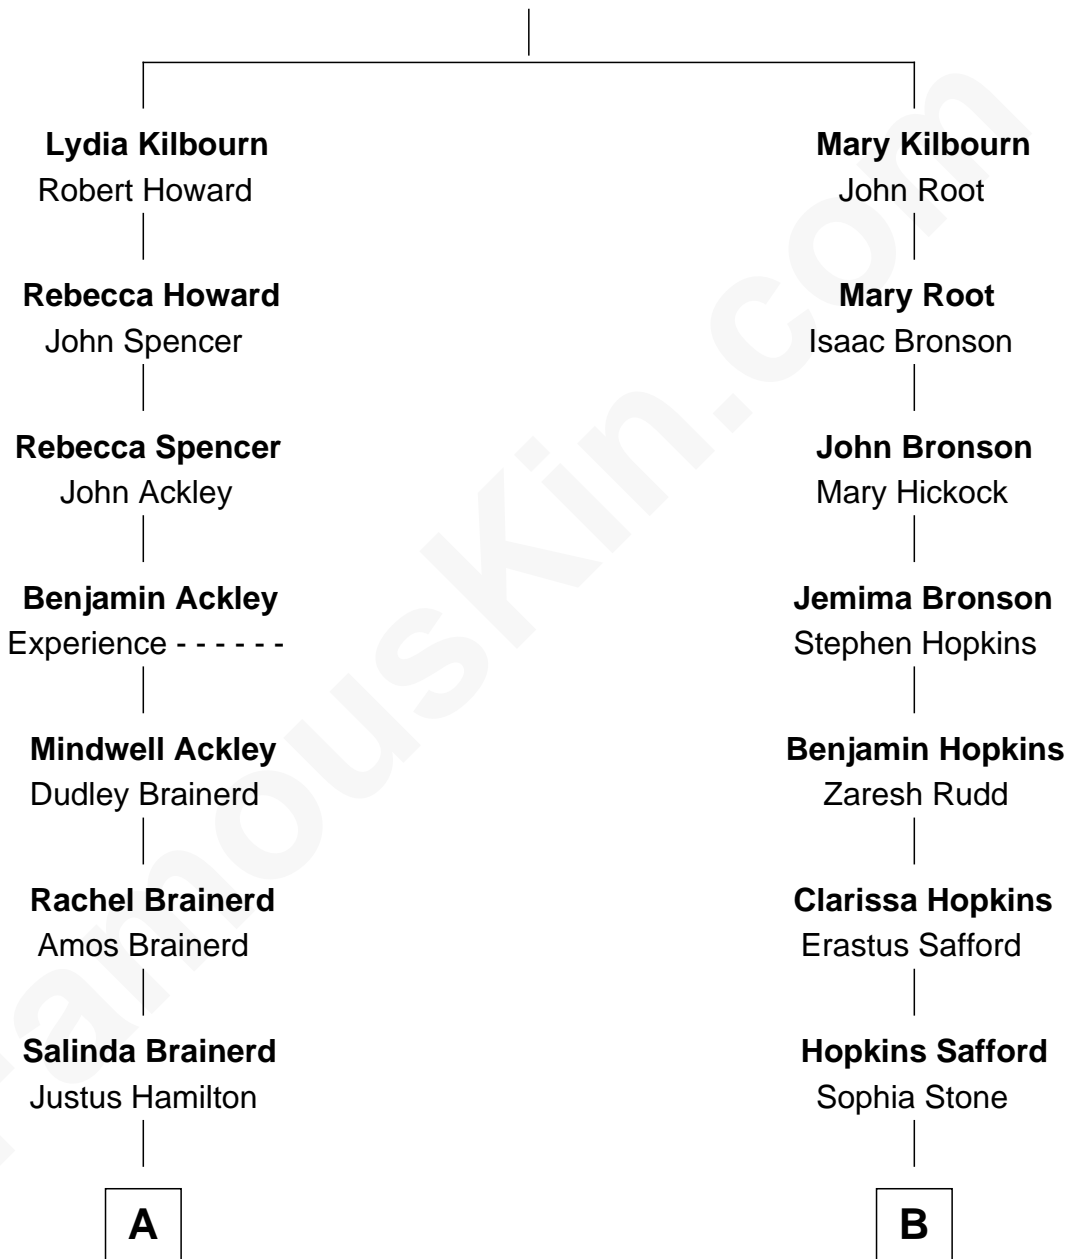 Lydia Kilbourn
Robert Howard
Mary Kilbourn
John Root
Rebecca Howard
John Spencer
Mary Root
Isaac Bronson
Rebecca Spencer
John Ackley
John Bronson
Mary Hickock
Benjamin Ackley
Experience - - - - - -
Jemima Bronson
Stephen Hopkins
Mindwell Ackley
Dudley Brainerd
Benjamin Hopkins
Zaresh Rudd
Rachel Brainerd
Amos Brainerd
Clarissa Hopkins
Erastus Safford
Salinda Brainerd
Justus Hamilton
Hopkins Safford
Sophia Stone
A
B
FamousKin.com